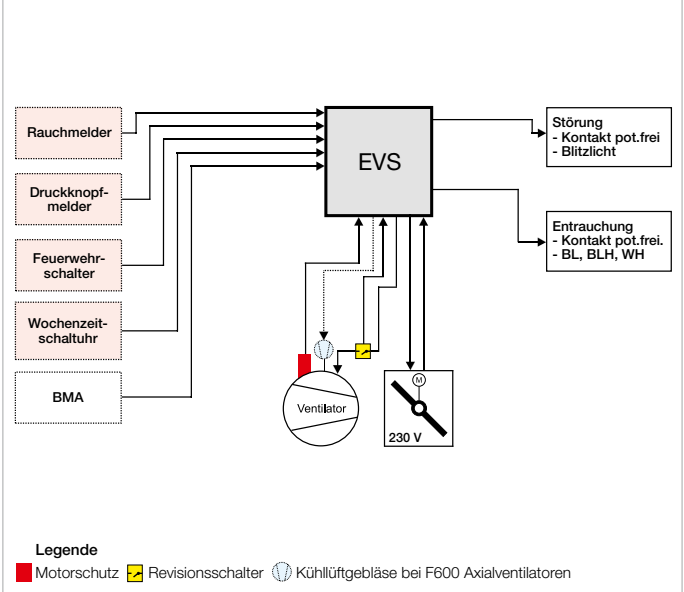 Rauchmelder
Druckknopf-
melder
Feuerwehr-
schalter
Wochenzeit-
schaltuhr
BMA
EVS
Störung
- Kontakt pot.frei
- Blitzlicht
Entrauchung
- Kontakt pot.frei.
- BL, BLH, WH
Ventilator
M
230 V
Legende
Motorschutz Revisionsschalter Kühllüftgebläse bei F600 Axialventilatoren